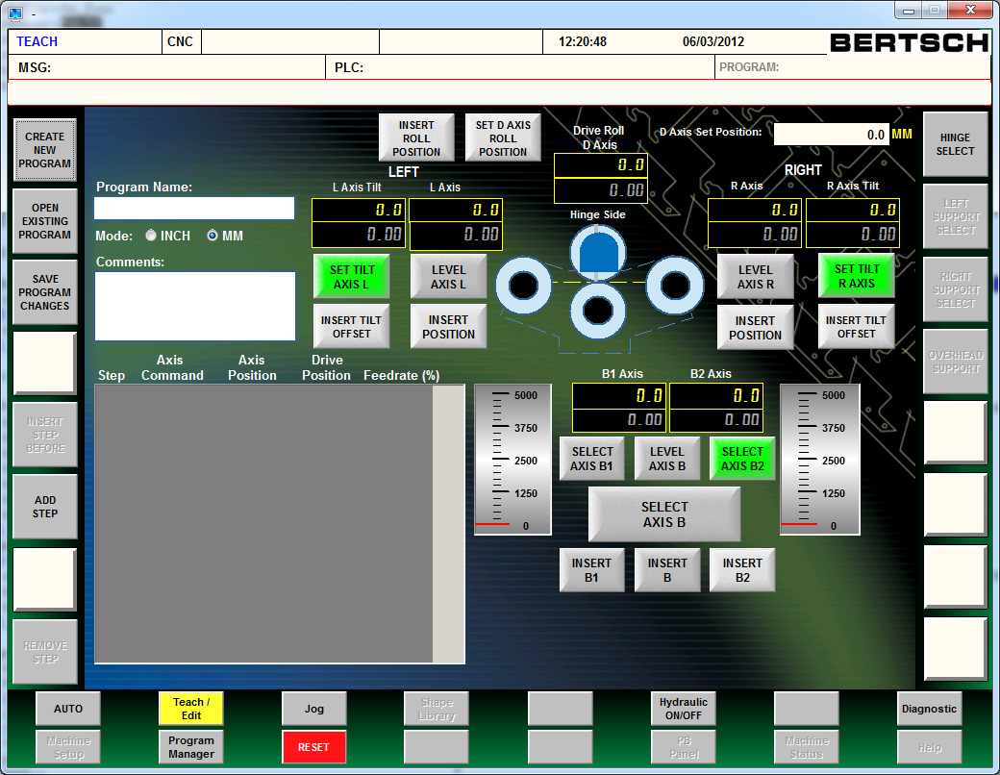 -
TEACH CNC 12:20:48 06/03/2012 BERTSCH
MSG: PLC: PROGRAM:
CREATE
NEW
PROGRAM
OPEN
EXISTING
PROGRAM
SAVE
PROGRAM
CHANGES
INSERT
STEP
BEFORE
ADD
STEP
REMOVE
STEP
INSERT
ROLL
POSITION
SET D AXIS
ROLL
POSITION
Drive Roll
D Axis
0.0
0.00
Hinge Side
D Axis Set Position: 0.0 MM
Program Name:
Mode: INCH MM
Comments:
LEFT
L Axis Tilt L Axis
0.0 0.0
0.00 0.00
SET TILT
AXIS L
LEVEL
AXIS L
INSERT TILT
OFFSET
INSERT
POSITION
RIGHT
R Axis R Axis Tilt
0.0 0.0
0.00 0.00
LEVEL
AXIS R
SET TILT
R AXIS
INSERT
POSITION
INSERT TILT
OFFSET
Step
Axis
Command
Axis
Position
Drive
Position
Feedrate (%)
5000
3750
2500
1250
0
B1 Axis B2 Axis
0.0 0.0
0.00 0.00
SELECT
AXIS B1
LEVEL
AXIS B
SELECT
AXIS B2
SELECT
AXIS B
INSERT
B1
INSERT
B
INSERT
B2
5000
3750
2500
1250
0
HINGE
SELECT
LEFT
SUPPORT
SELECT
RIGHT
SUPPORT
SELECT
OVERHEAD
SUPPORT
AUTO
Teach /
Edit
Jog
Shape
Library
Hydraulic
ON/OFF
Diagnostic
Machine
Setup
Program
Manager
RESET
PB
Panel
Machine
Status
Help